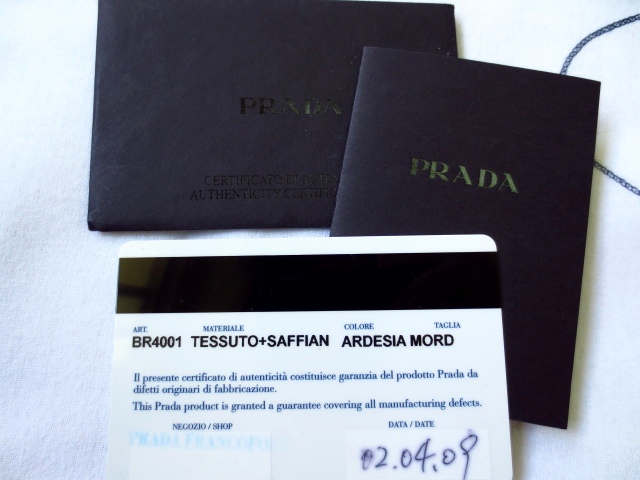 PRADA
CERTIFICATO DI
AUTHENTICITY
PRADA
ART. MATERIALE COLORE TAGLIA
BR4001 TESSUTO+SAFFIAN ARDESIA MORD
Il presente certificato di autenticità costituisce garanzia del prodotto Prada da
difetti originari di fabbricazione.
This Prada product is granted a guarantee covering all manufacturing defects.
NEGOZIO / SHOP DATA / DATE
PRADA FRANCOFO
02.04.09